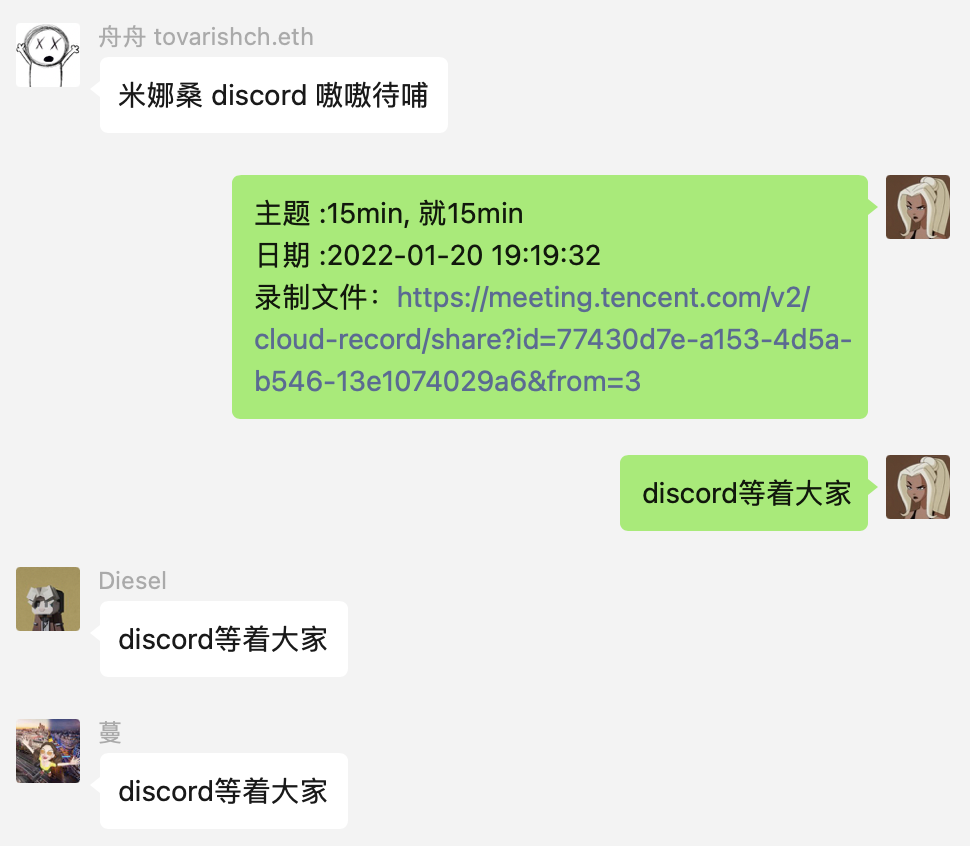 舟舟 tovarishch.eth
米娜桑 discord 嗷嗷待哺
主题 :15min, 就15min
日期 :2022-01-20 19:19:32
录制文件：https://meeting.tencent.com/v2/
cloud-record/share?id=77430d7e-a153-4d5a-
b546-13e1074029a6&from=3
discord等着大家
Diesel
discord等着大家
蔓
discord等着大家